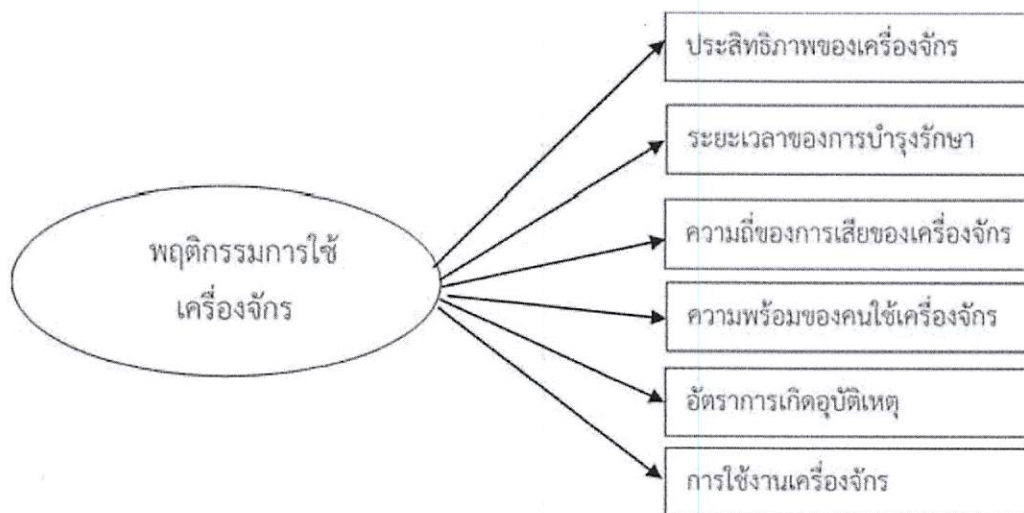 พฤติกรรมการใช้
เครื่องจักร
ประสิทธิภาพของเครื่องจักร
ระยะเวลาของการบำรุงรักษา
ความถี่ของการเสียของเครื่องจักร
ความพร้อมของคนใช้เครื่องจักร
อัตราการเกิดอุบัติเหตุ
การใช้งานเครื่องจักร